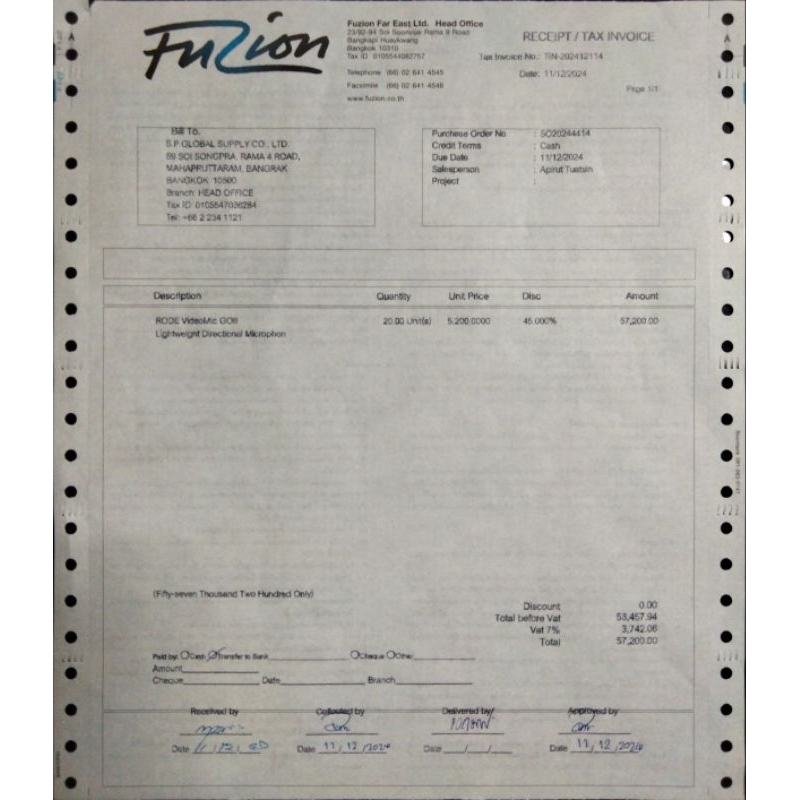 Fuzion
Fuzion Far East Ltd. Head Office
23/92-94 Soi Soonvijai Rama 9 Road
Bangkapi Huaykwang
Bangkok 10310
Tax ID 0105544082757
Telephone (66) 02 641 4545
Facsimile (66) 02 641 4546
www.fuzion.co.th
RECEIPT / TAX INVOICE
Tax Invoice No.: TIN-202412114
Date: 11/12/2024
Page 1/1
Bill To.
S.P.GLOBAL SUPPLY CO., LTD.
59 SOI SONGPRA, RAMA 4 ROAD,
MAHAPRUTTARAM, BANGRAK
BANGKOK 10500
Branch: HEAD OFFICE
Tax ID: 0105547036284
Tel: +66 2 234 1121
Purchase Order No : SO20244414
Credit Terms : Cash
Due Date : 11/12/2024
Salesperson : Apirut
Project :
Description Quantity Unit Price Disc Amount
RODE VideoMic GOII 20.00 Unit(s) 5,200.0000 45.000% 57,200.00
Lightweight Directional Microphon
(Fifty-seven Thousand Two Hundred Only)
Discount 0.00
Total before Vat 53,457.94
Vat 7% 3,742.06
Total 57,200.00
Paid by: Cash Transfer to Bank Cheque Other
Amount
Cheque Date Branch
Received by Collected by Delivered by Approved by
Date Date 11/12/2024 Date Date 11/12/2024